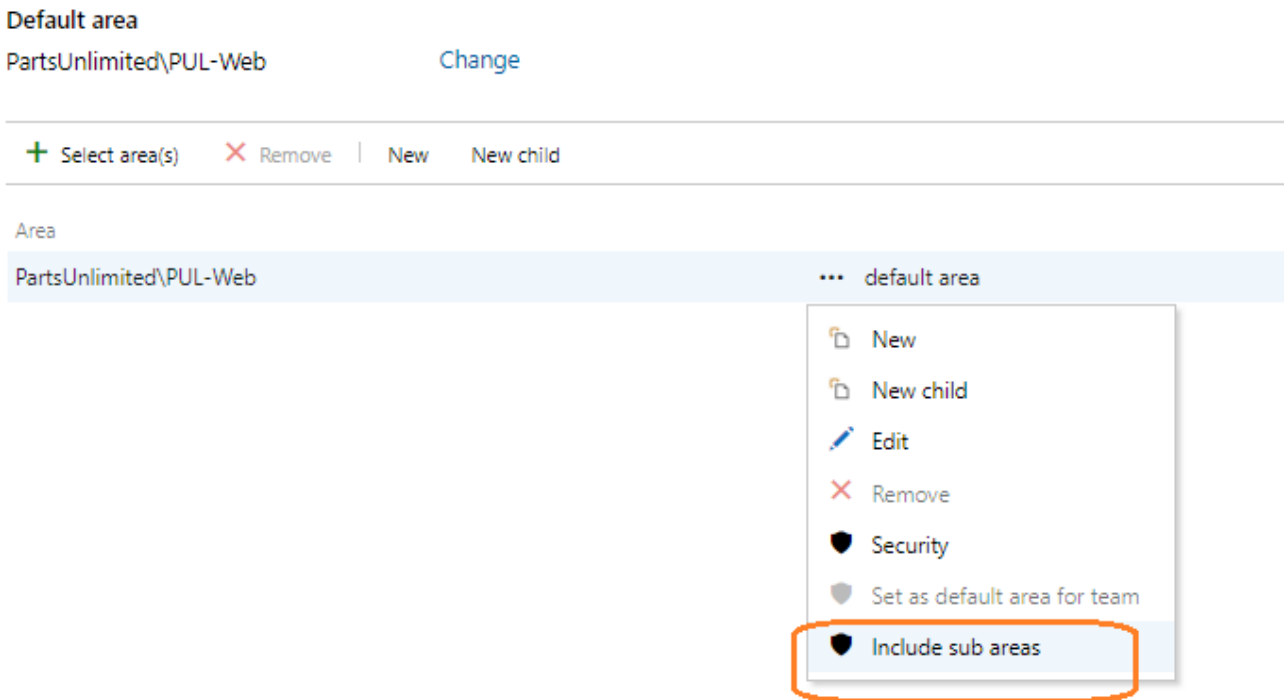 Default area
PartsUnlimited\PUL-Web Change
Select area(s) Remove New New child
Area
PartsUnlimited\PUL-Web ... default area
New
New child
Edit
Remove
Security
Set as default area for team
Include sub areas